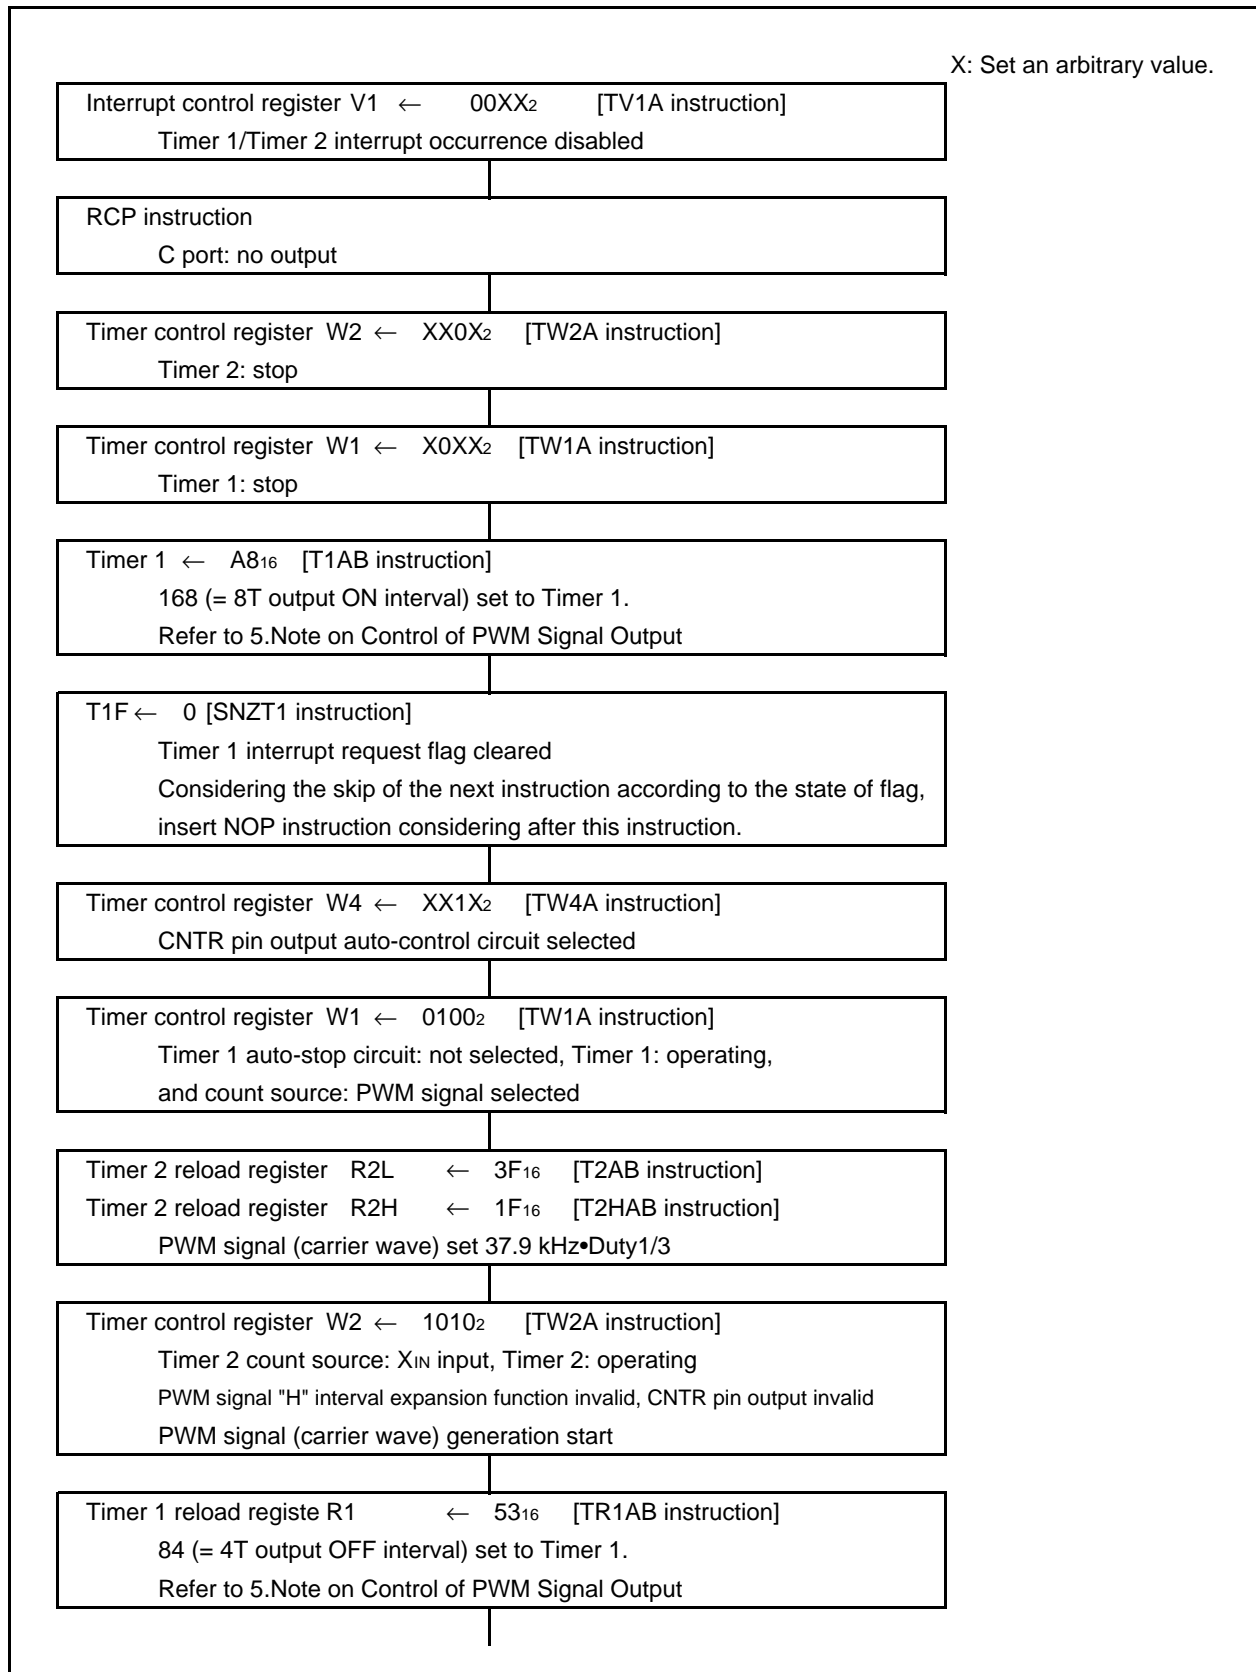 X: Set an arbitrary value.
Interrupt control register V1 ← 00XX2 [TV1A instruction]
Timer 1/Timer 2 interrupt occurrence disabled
RCP instruction
C port: no output
Timer control register W2 ← XX0X2 [TW2A instruction]
Timer 2: stop
Timer control register W1 ← X0XX2 [TW1A instruction]
Timer 1: stop
Timer 1 ← A816 [T1AB instruction]
168 (= 8T output ON interval) set to Timer 1.
Refer to 5.Note on Control of PWM Signal Output
T1F ← 0 [SNZT1 instruction]
Timer 1 interrupt request flag cleared
Considering the skip of the next instruction according to the state of flag,
insert NOP instruction considering after this instruction.
Timer control register W4 ← XX1X2 [TW4A instruction]
CNTR pin output auto-control circuit selected
Timer control register W1 ← 01002 [TW1A instruction]
Timer 1 auto-stop circuit: not selected, Timer 1: operating,
and count source: PWM signal selected
Timer 2 reload register R2L ← 3F16 [T2AB instruction]
Timer 2 reload register R2H ← 1F16 [T2HAB instruction]
PWM signal (carrier wave) set 37.9 kHz•Duty1/3
Timer control register W2 ← 10102 [TW2A instruction]
Timer 2 count source: XIN input, Timer 2: operating
PWM signal "H" interval expansion function invalid, CNTR pin output invalid
PWM signal (carrier wave) generation start
Timer 1 reload registe R1 ← 5316 [TR1AB instruction]
84 (= 4T output OFF interval) set to Timer 1.
Refer to 5.Note on Control of PWM Signal Output